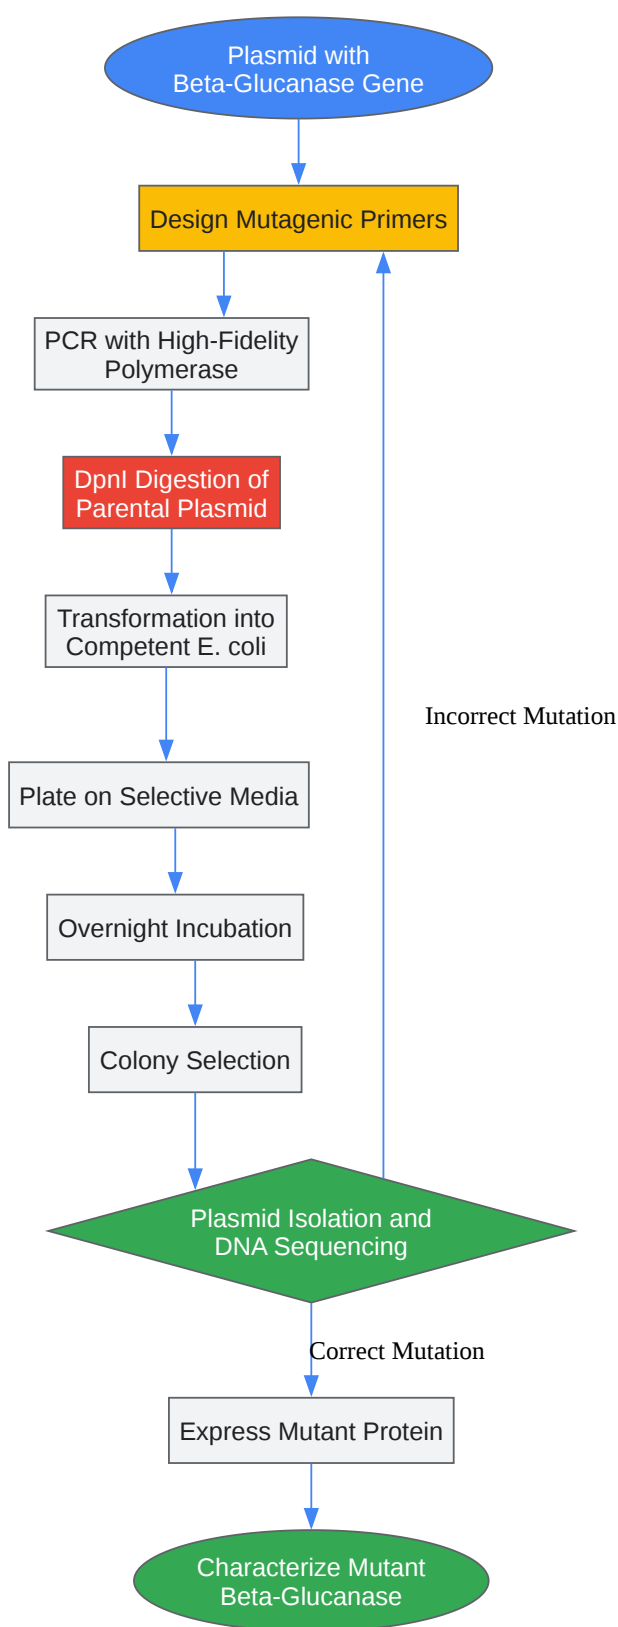 Plasmid with
Beta-Glucanase Gene
Design Mutagenic Primers
PCR with High-Fidelity
Polymerase
DpnI Digestion of
Parental Plasmid
Transformation into
Competent E. coli
Incorrect Mutation
Plate on Selective Media
Overnight Incubation
Colony Selection
Plasmid Isolation and
DNA Sequencing
Correct Mutation
Express Mutant Protein
Characterize Mutant
Beta-Glucanase